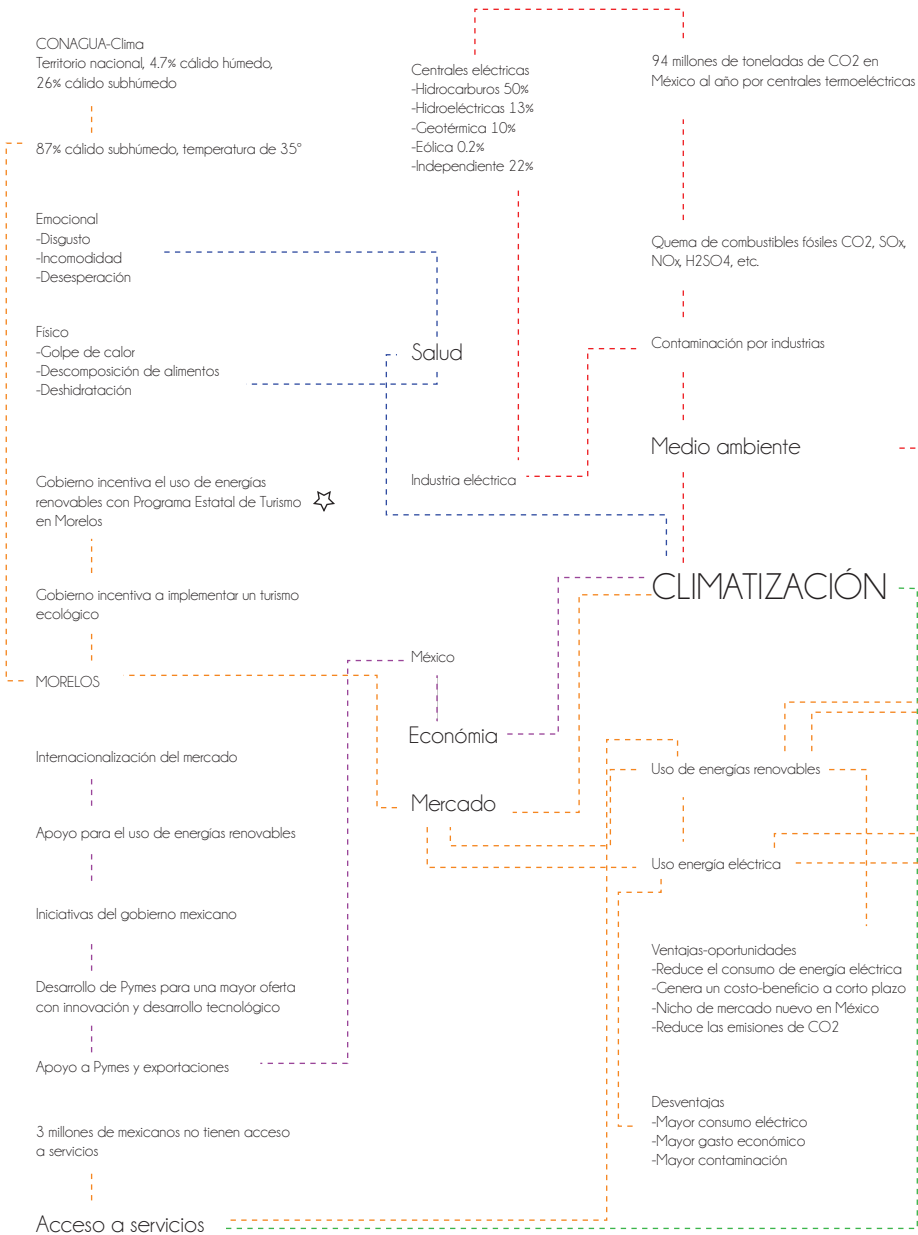 CONAGUA-Clima
Territorio nacional, 4.7% cálido húmedo,
26% cálido subhúmedo
87% cálido subhúmedo, temperatura de 35°
Emocional
-Disgusto
-Incomodidad
-Desesperación
Físico
-Golpe de calor
-Descomposición de alimentos
-Deshidratación
Gobierno incentiva el uso de energías
renovables con Programa Estatal de Turismo
en Morelos
Gobierno incentiva a implementar un turismo
ecológico
MORELOS
Internacionalización del mercado
Apoyo para el uso de energías renovables
Iniciativas del gobierno mexicano
Desarrollo de Pymes para una mayor oferta
con innovación y desarrollo tecnológico
Apoyo a Pymes y exportaciones
3 millones de mexicanos no tienen acceso
a servicios
Acceso a servicios
Centrales eléctricas
-Hidrocarburos 50%
-Hidroeléctricas 13%
-Geotérmica 10%
-Eólica 0.2%
-Independiente 22%
Salud
Industria eléctrica
México
Económia
Mercado
94 millones de toneladas de CO2 en
México al año por centrales termoeléctricas
Quema de combustibles fósiles CO2, SOx,
NOx, H2SO4, etc.
Contaminación por industrias
Medio ambiente
CLIMATIZACIÓN
Uso de energías renovables
Uso energía eléctrica
Ventajas-oportunidades
-Reduce el consumo de energía eléctrica
-Genera un costo-beneficio a corto plazo
-Nicho de mercado nuevo en México
-Reduce las emisiones de CO2
Desventajas
-Mayor consumo eléctrico
-Mayor gasto económico
-Mayor contaminación